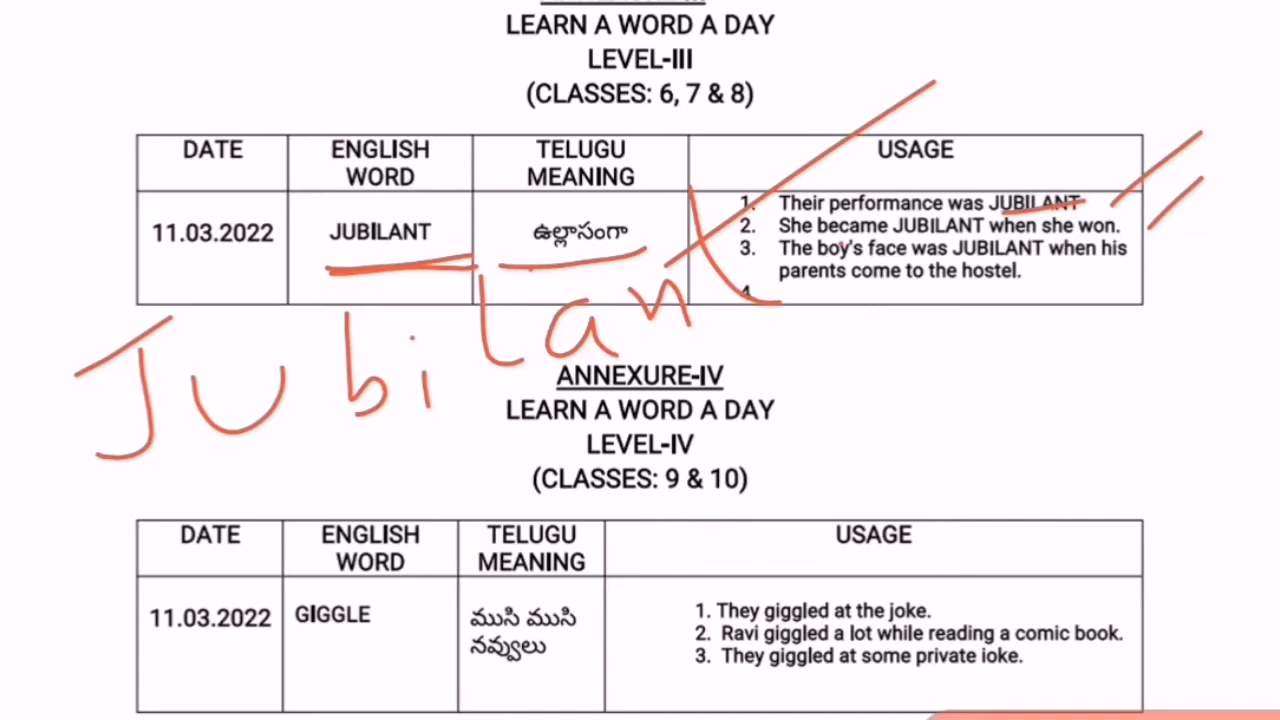 LEARN A WORD A DAY
LEVEL-III
(CLASSES: 6, 7 & 8)
DATE ENGLISH WORD TELUGU MEANING USAGE
11.03.2022 JUBILANT ఉల్లాసంగా
1. Their performance was JUBILANT
2. She became JUBILANT when she won.
3. The boy's face was JUBILANT when his
parents come to the hostel.
4.
Jubilant
ANNEXURE-IV
LEARN A WORD A DAY
LEVEL-IV
(CLASSES: 9 & 10)
DATE ENGLISH WORD TELUGU MEANING USAGE
11.03.2022 GIGGLE ముసి ముసి నవ్వులు
1. They giggled at the joke.
2. Ravi giggled a lot while reading a comic book.
3. They giggled at some private joke.